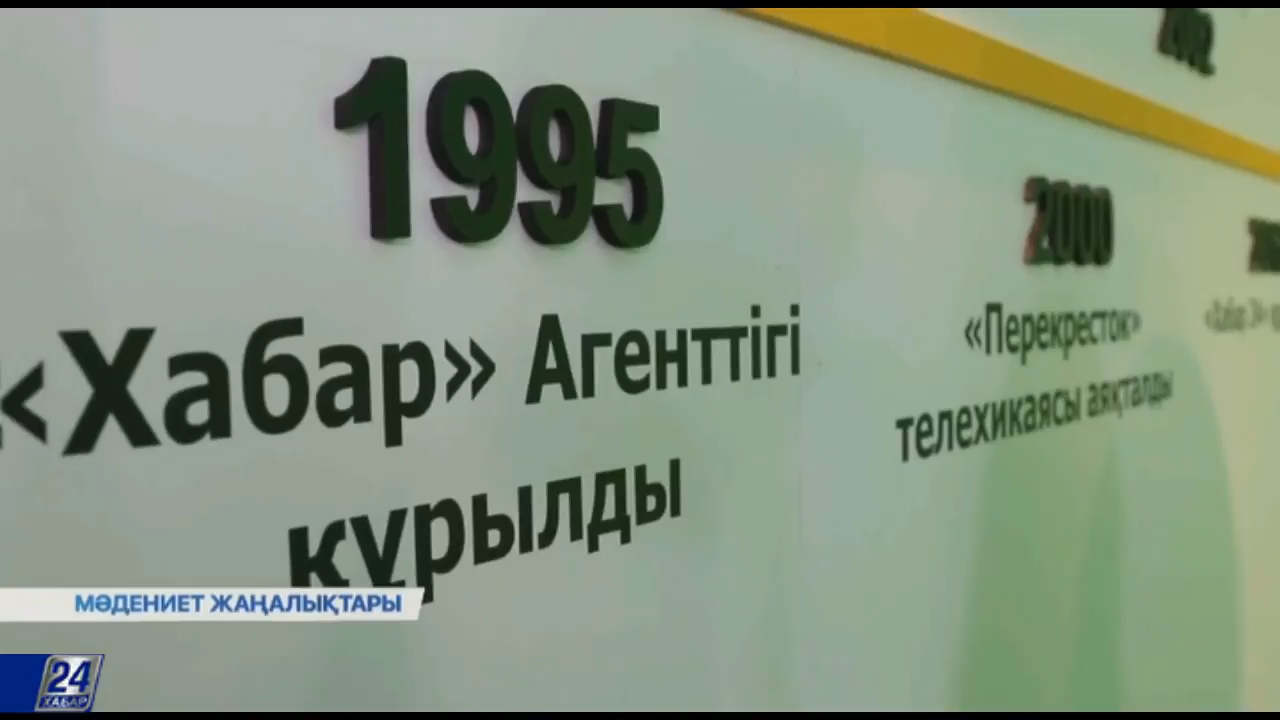 1995
«Хабар» Агенттігі
құрылды
2000
«Перекресток»
телехикаясы аяқталды
МӘДЕНИЕТ ЖАҢАЛЫҚТАРЫ
24
ХАБАР